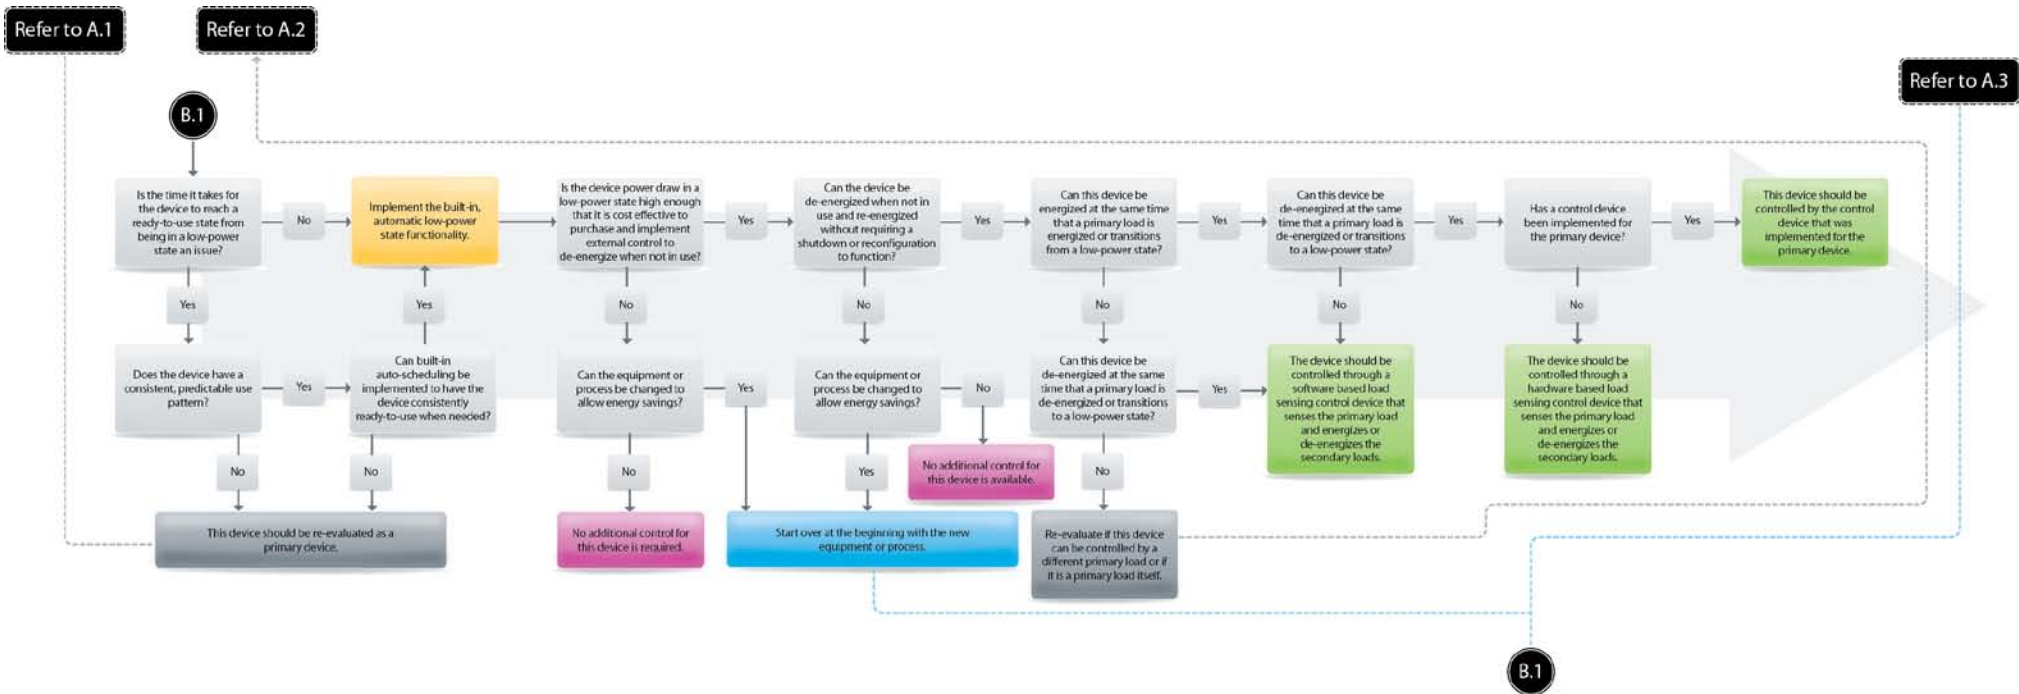 Refer to A.1
Refer to A.2
Refer to A.3
B.1
Is the time it takes for
the device to reach a
ready-to-use state from
being in a low-power
state an issue?
No
Implement the built-in,
automatic low-power
state functionality.
Is the device power draw in a
low-power state high enough
that it is cost effective to
purchase and implement
external control to
de-energize when not in use?
Yes
Can the device be
de-energized when not in
use and re-energized
without requiring a
shutdown or reconfiguration
to function?
Yes
Can this device be
energized at the same time
that a primary load is
energized or transitions
from a low-power state?
Yes
Can this device be
de-energized at the same
time that a primary load is
de-energized or transitions
to a low-power state?
Yes
Has a control device
been implemented for
the primary device?
Yes
This device should be
controlled by the control
device that was
implemented for the
primary device.
Yes
Yes
No
No
No
No
No
Does the device have a
consistent, predictable use
pattern?
Yes
Can built-in
auto-scheduling be
implemented to have the
device consistently
ready-to-use when needed?
Can the equipment or
process be changed to
allow energy savings?
Yes
Can the equipment or
process be changed to
allow energy savings?
No
Can this device be
de-energized at the same
time that a primary load is
de-energized or transitions
to a low-power state?
Yes
The device should be
controlled through a
software based load
sensing control device that
senses the primary load
and energizes or
de-energizes the
secondary loads.
The device should be
controlled through a
hardware based load
sensing control device that
senses the primary load
and energizes or
de-energizes the
secondary loads.
No
No
No
Yes
No additional control for
this device is available.
No
This device should be re-evaluated as a
primary device.
No additional control for
this device is required.
Start over at the beginning with the new
equipment or process.
Re-evaluate if this device
can be controlled by a
different primary load or if
it is a primary load itself.
B.1